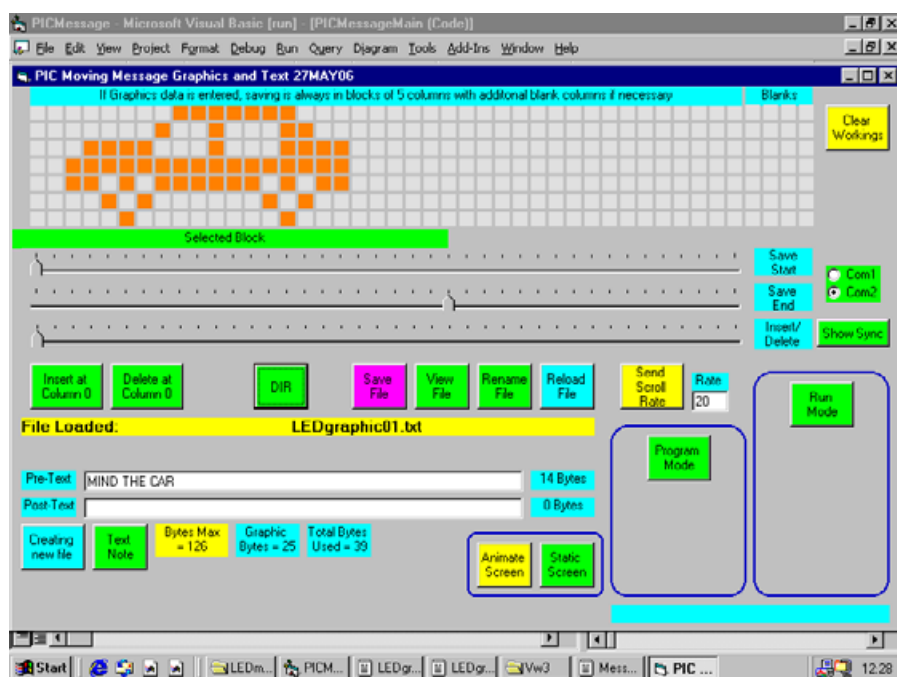 PICMessage - Microsoft Visual Basic [run] - [PICMessageMain (Code)]
File Edit View Project Format Debug Run Query Diagram Tools Add-Ins Window Help
PIC Moving Message Graphics and Text 27MAY06
If Graphics data is entered, saving is always in blocks of 5 columns with additonal blank columns if necessary
Blanks
Clear
Workings
Selected Block
Save
Start
Com1
Save
End
Com2
Insert/
Delete
Show Sync
Insert at
Column 0
Delete at
Column 0
DIR
Save
File
View
File
Rename
File
Reload
File
Send
Scroll
Rate
Rate
20
Run
Mode
File Loaded: LEDgraphic01.txt
Program
Mode
Pre-Text MIND THE CAR 14 Bytes
Post-Text 0 Bytes
Creating
new file
Text
Note
Bytes Max
= 126
Graphic
Bytes = 25
Total Bytes
Used = 39
Animate
Screen
Static
Screen
Start LEDm... PICM... LEDgr... LEDgr... Vw3 Mess... PIC ... 12.28